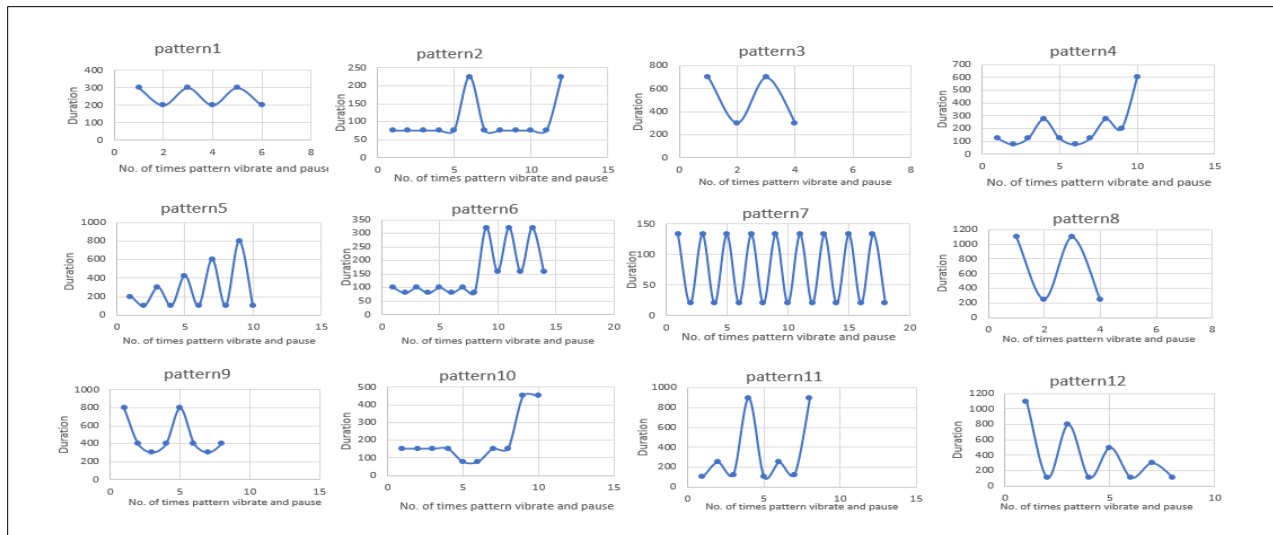 pattern1
400
300
200
100
0
Duration
0 2 4 6 8
No. of times pattern vibrate and pause
pattern2
250
200
150
100
50
0
Duration
0 5 10 15
No. of times pattern vibrate and pause
pattern3
800
600
400
200
0
Duration
0 2 4 6 8
No. of times pattern vibrate and pause
pattern4
700
600
500
400
300
200
100
0
Duration
0 5 10 15
No. of times pattern vibrate and pause
pattern5
1000
800
600
400
200
0
Duration
0 5 10 15
No. of times pattern vibrate and pause
pattern6
350
300
250
200
150
100
50
0
Duration
0 5 10 15 20
No. of times pattern vibrate and pause
pattern7
150
100
50
0
Duration
0 5 10 15 20
No. of times pattern vibrate and pause
pattern8
1200
1000
800
600
400
200
0
Duration
0 2 4 6 8
No. of times pattern vibrate and pause
pattern9
1000
800
600
400
200
0
Duration
0 5 10
No. of times pattern vibrate and pause
pattern10
500
400
300
200
100
0
Duration
0 5 10 15
No. of times pattern vibrate and pause
pattern11
1000
800
600
400
200
0
Duration
0 5 10 15
No. of times pattern vibrate and pause
pattern12
1200
1000
800
600
400
200
0
Duration
0 5 10
No. of times pattern vibrate and pause